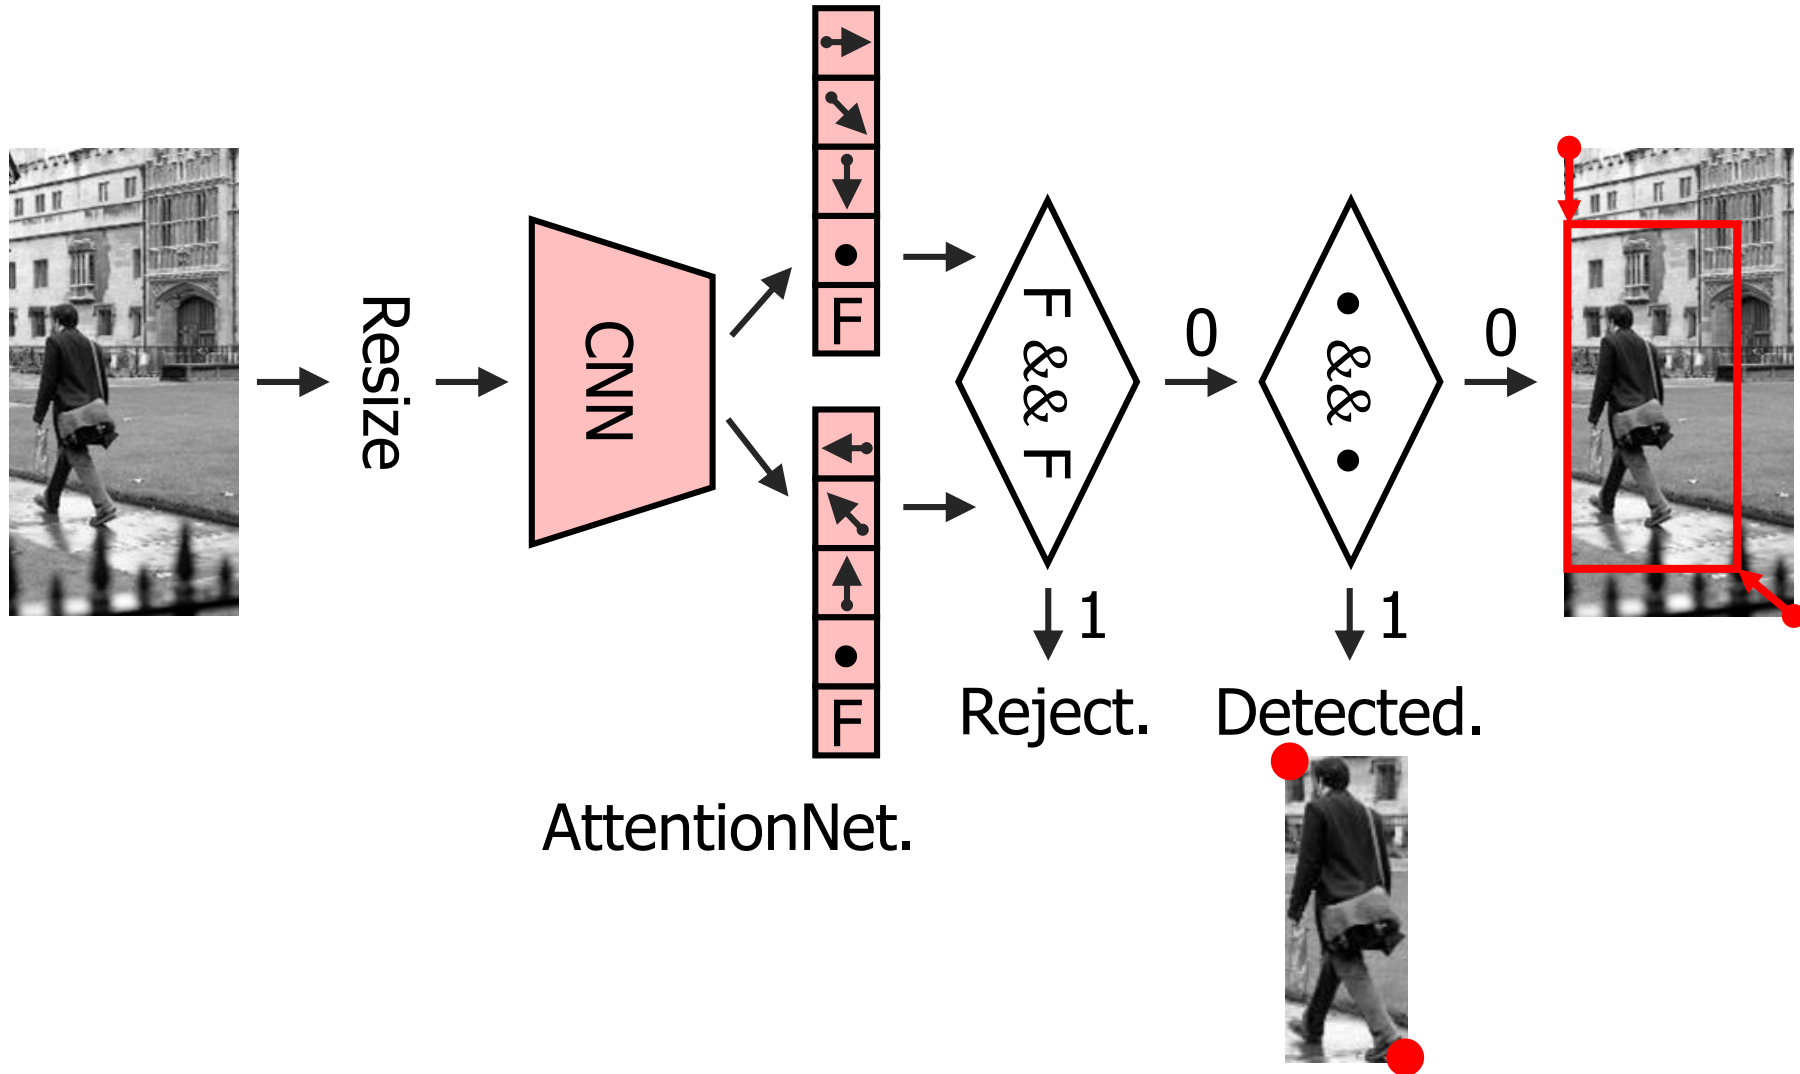 Resize
CNN
F
F
F && F
0
1
Reject.
● && ●
0
1
Detected.
AttentionNet.